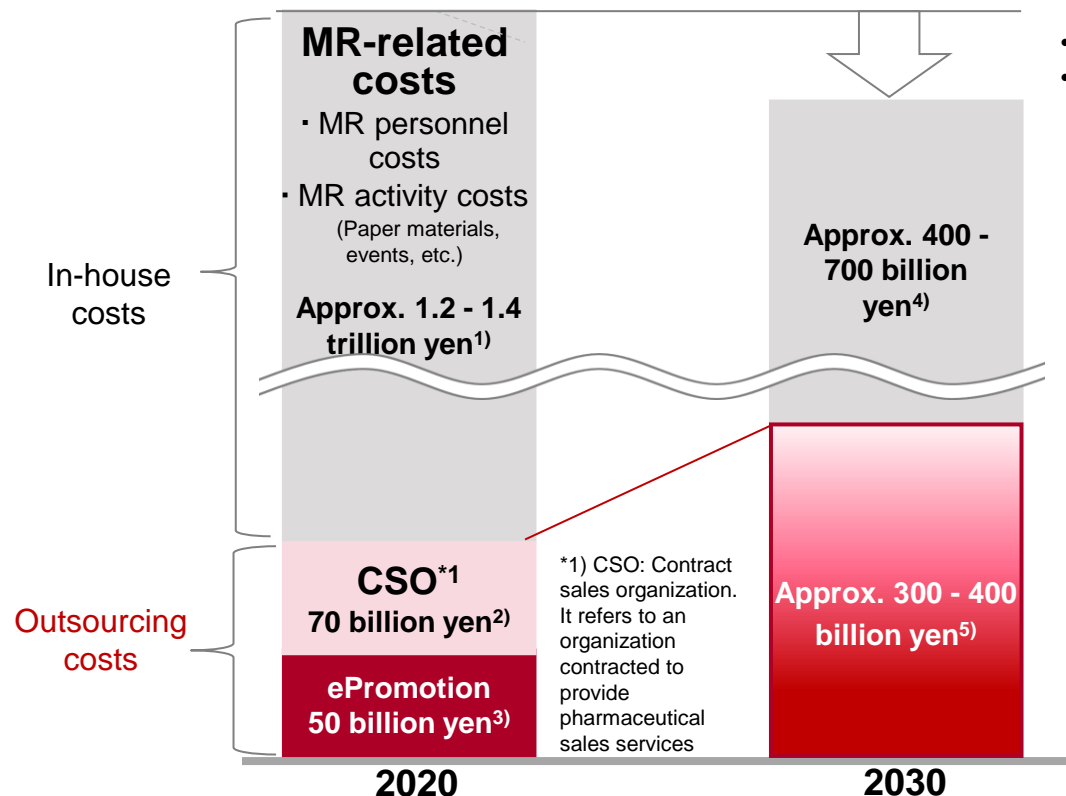 MR-related
costs
・MR personnel
costs
・MR activity costs
(Paper materials,
events, etc.)
Approx. 1.2 - 1.4
trillion yen1)
In-house
costs
Approx. 400 -
700 billion
yen4)
•
•
CSO*1
70 billion yen2)
ePromotion
50 billion yen3)
Outsourcing
costs
*1) CSO: Contract
sales organization.
It refers to an
organization
contracted to
provide
pharmaceutical
sales services
Approx. 300 - 400
billion yen5)
2020
2030